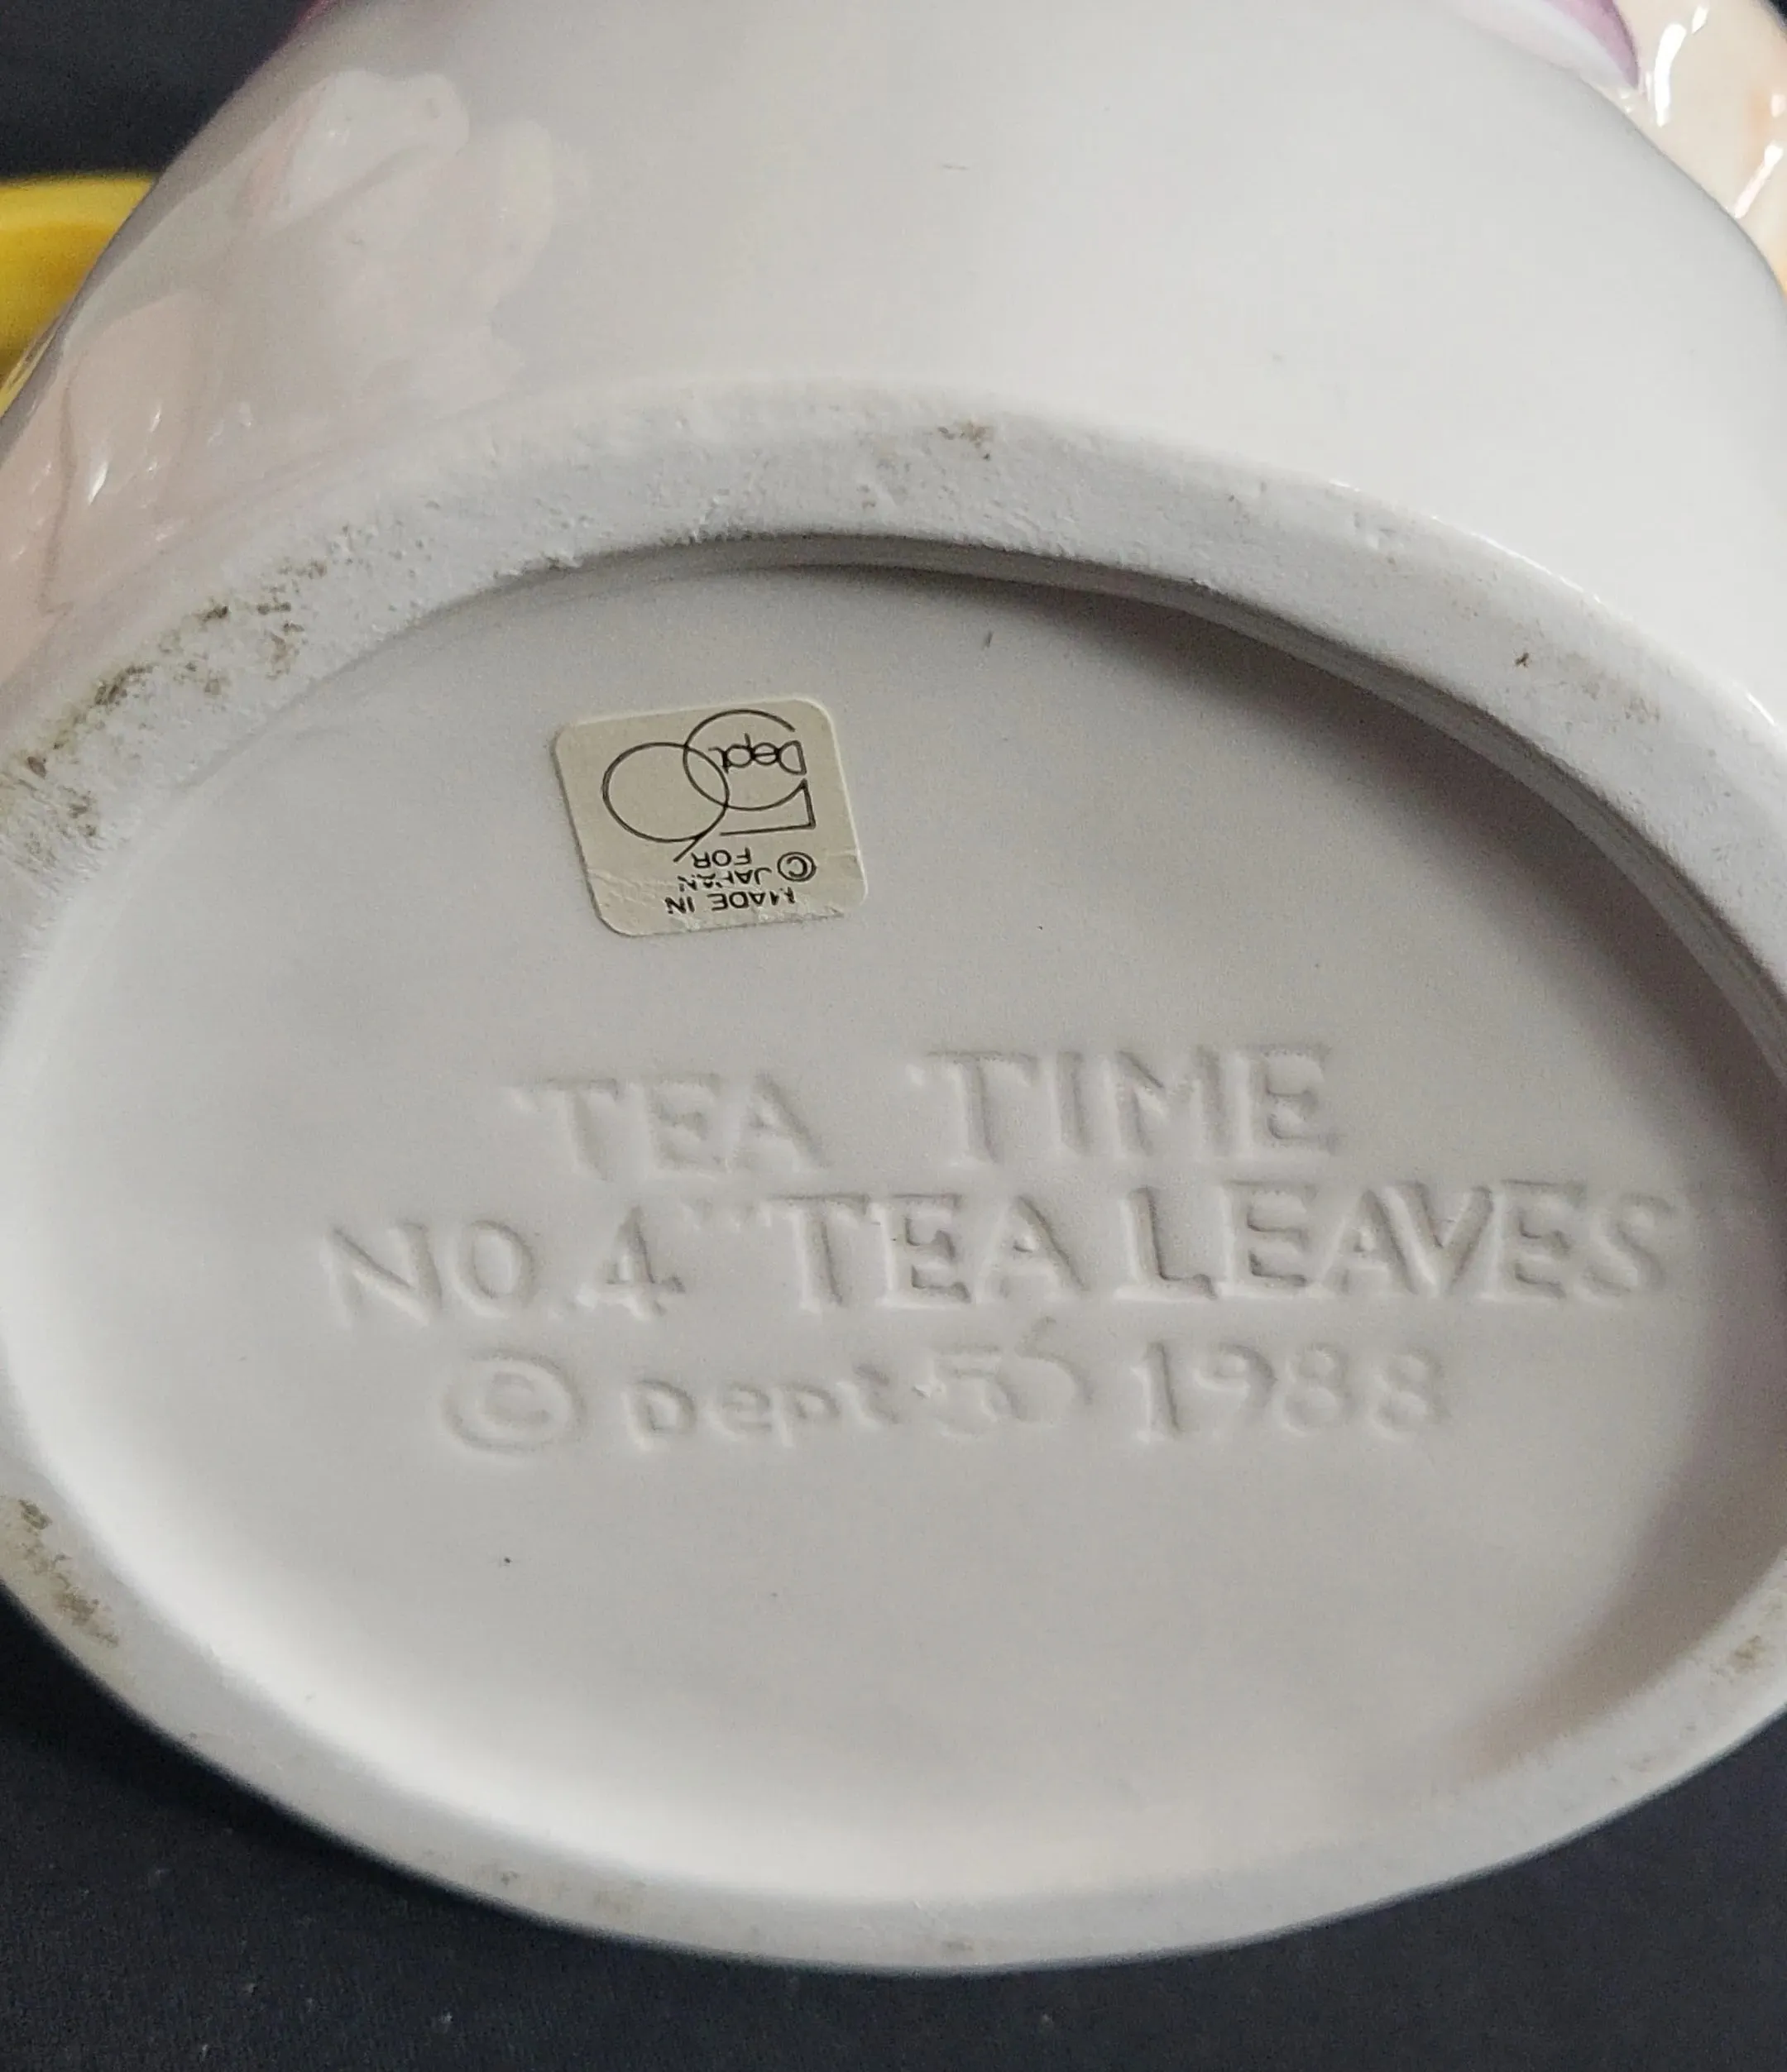 MADE IN
© JAPAN
FOR
Dept
56
TEA TIME
NO.4 "TEA LEAVES
© Dept.56 1988